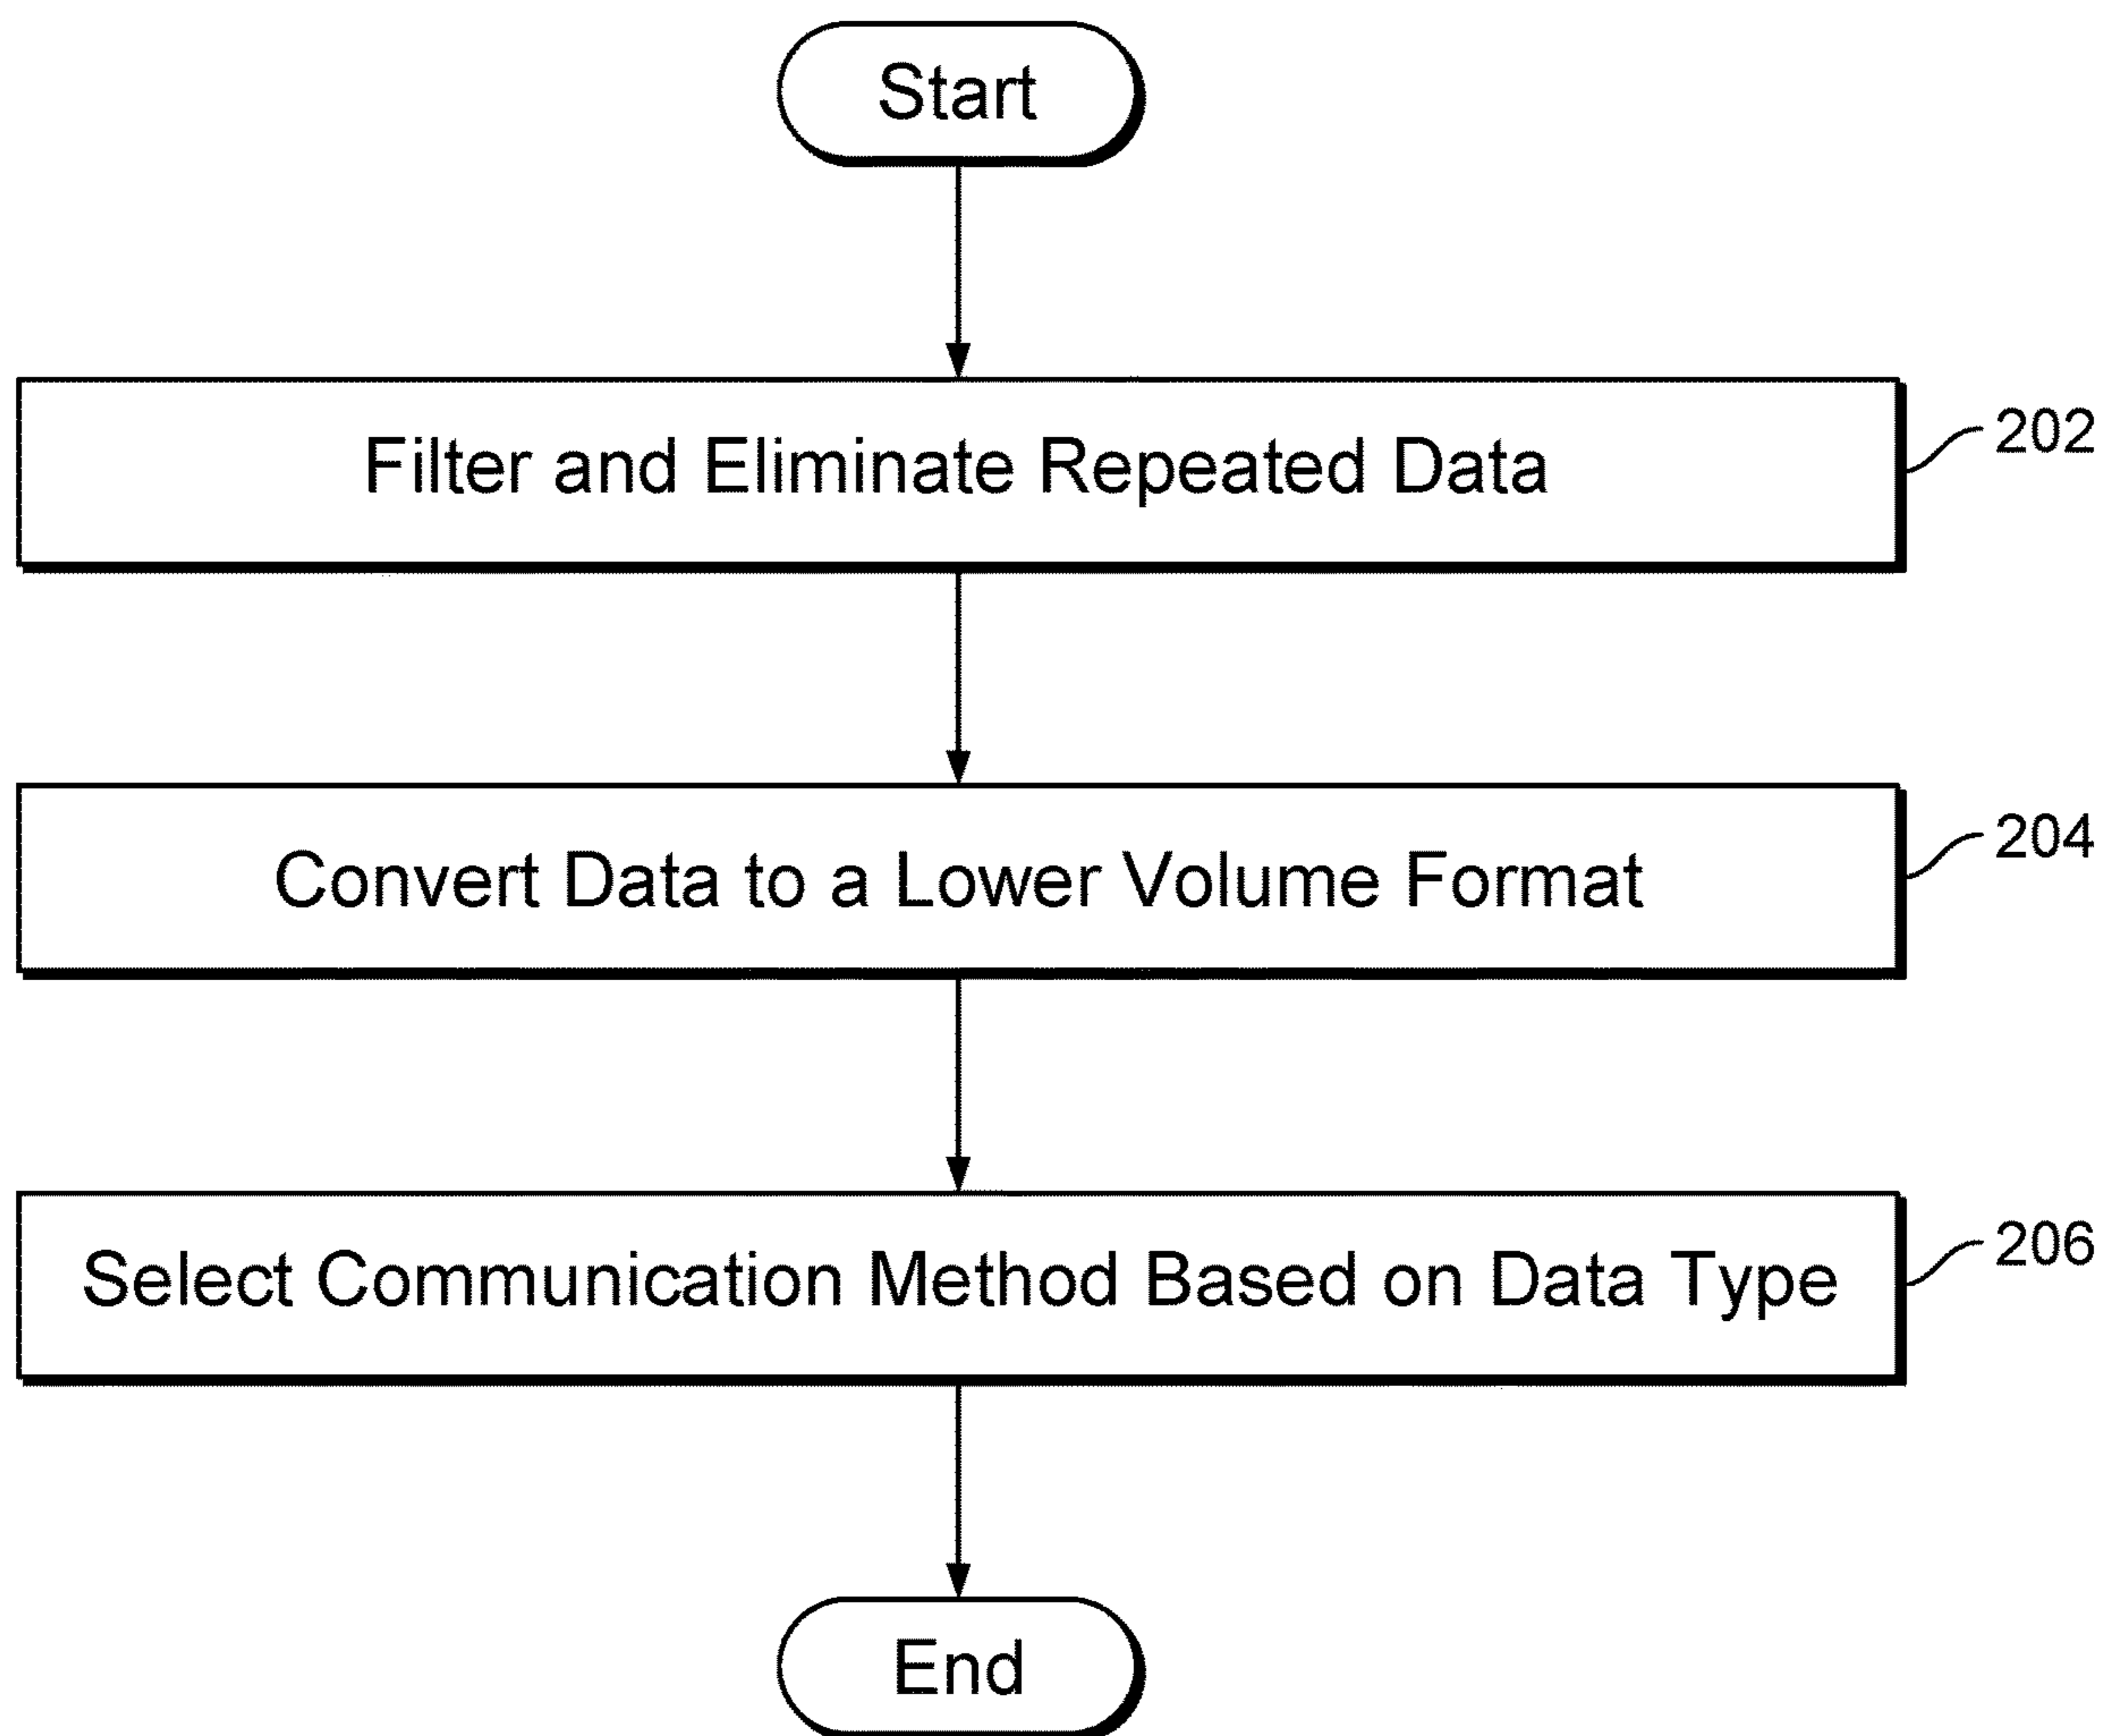 Start
Filter and Eliminate Repeated Data
202
Convert Data to a Lower Volume Format
204
Select Communication Method Based on Data Type
206
End